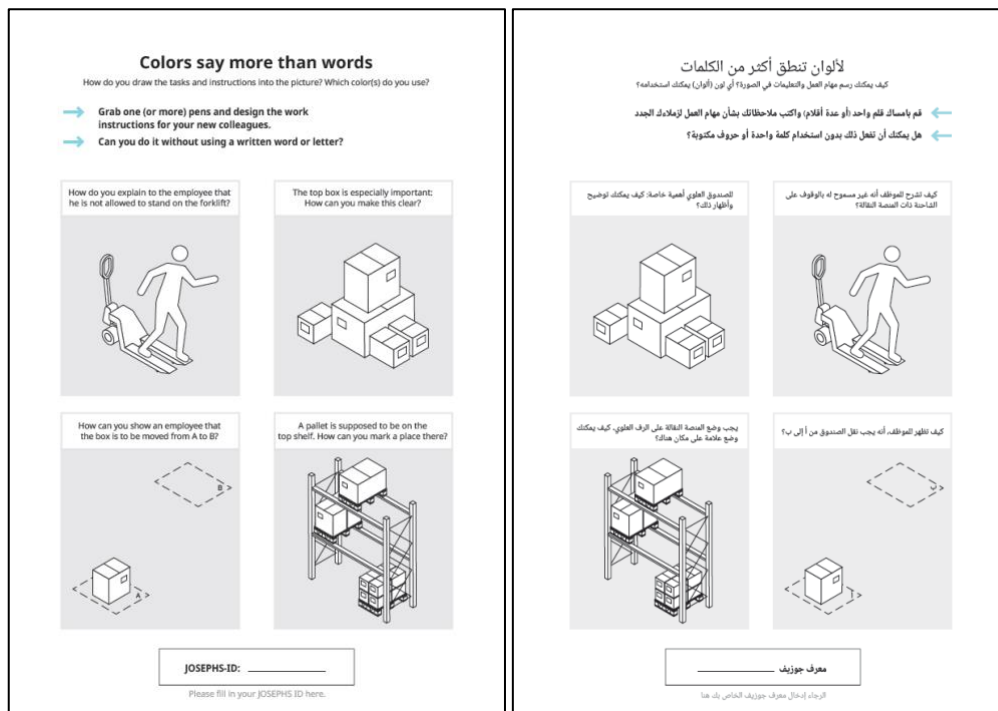 Colors say more than words
How do you draw the tasks and instructions into the picture? Which color(s) do you use?
Grab one (or more) pens and design the work
instructions for your new colleagues.
Can you do it without using a written word or letter?
How do you explain to the employee that
he is not allowed to stand on the forklift?
The top box is especially important:
How can you make this clear?
How can you show an employee that
the box is to be moved from A to B?
B
A
A pallet is supposed to be on the
top shelf. How can you mark a place there?
JOSEPHS-ID:
Please fill in your JOSEPHS ID here.
لألوان تنطق أكثر من الكلمات
كيف يمكنك رسم مهام العمل والتعليمات في الصورة؟ أي لون (ألوان) يمكنك استخدامه؟
قم بامساك قلم واحد (أو عدة أقلام) واكتب ملاحظاتك بشأن مهام العمل لزملاءك الجدد
هل يمكنك أن تفعل ذلك بدون استخدام كلمة واحدة أو حروف مكتوبة؟
كيف تشرح للموظف أنه غير مسموح له بالوقوف على
الشاحنة ذات المنصة النقالة؟
للصندوق العلوي أهمية خاصة: كيف يمكنك توضيح
وأظهار ذلك؟
كيف تظهر للموظف، أنه يجب نقل الصندوق من أ إلى ب؟
ب
أ
يجب وضع المنصة النقالة على الرف العلوي. كيف يمكنك
وضع علامة على مكان هناك؟
معرف جوزيف
الرجاء إدخال معرف جوزيف الخاص بك هنا